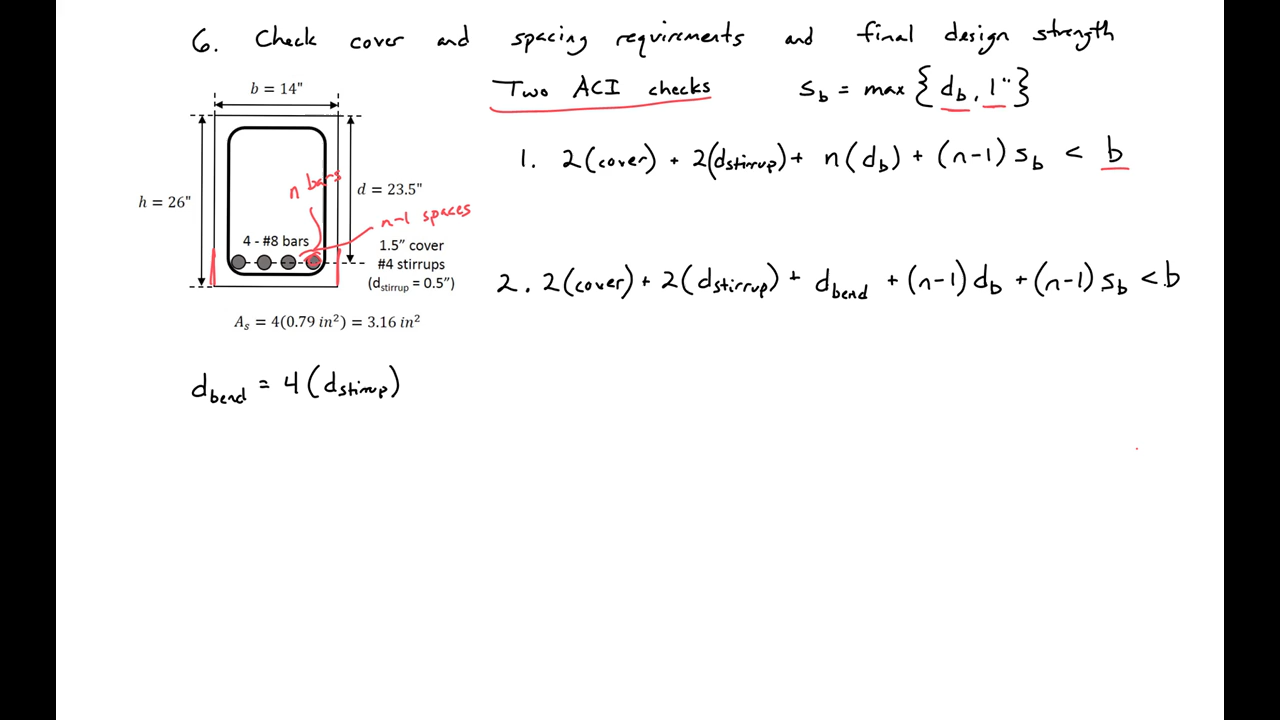 6. Check cover and spacing requirements and final design strength
Two ACI checks s_b = max {d_b, 1"}
1. 2(cover) + 2(d_stirrup) + n(d_b) + (n-1) s_b < b
2. 2(cover) + 2(d_stirrup) + d_bend + (n-1) d_b + (n-1) s_b < b
b = 14"
h = 26"
d = 23.5"
n bars
n-1 spaces
4 - #8 bars
1.5" cover
#4 stirrups
(d_stirrup = 0.5")
A_s = 4(0.79 in²) = 3.16 in²
d_bend = 4(d_stirrup)